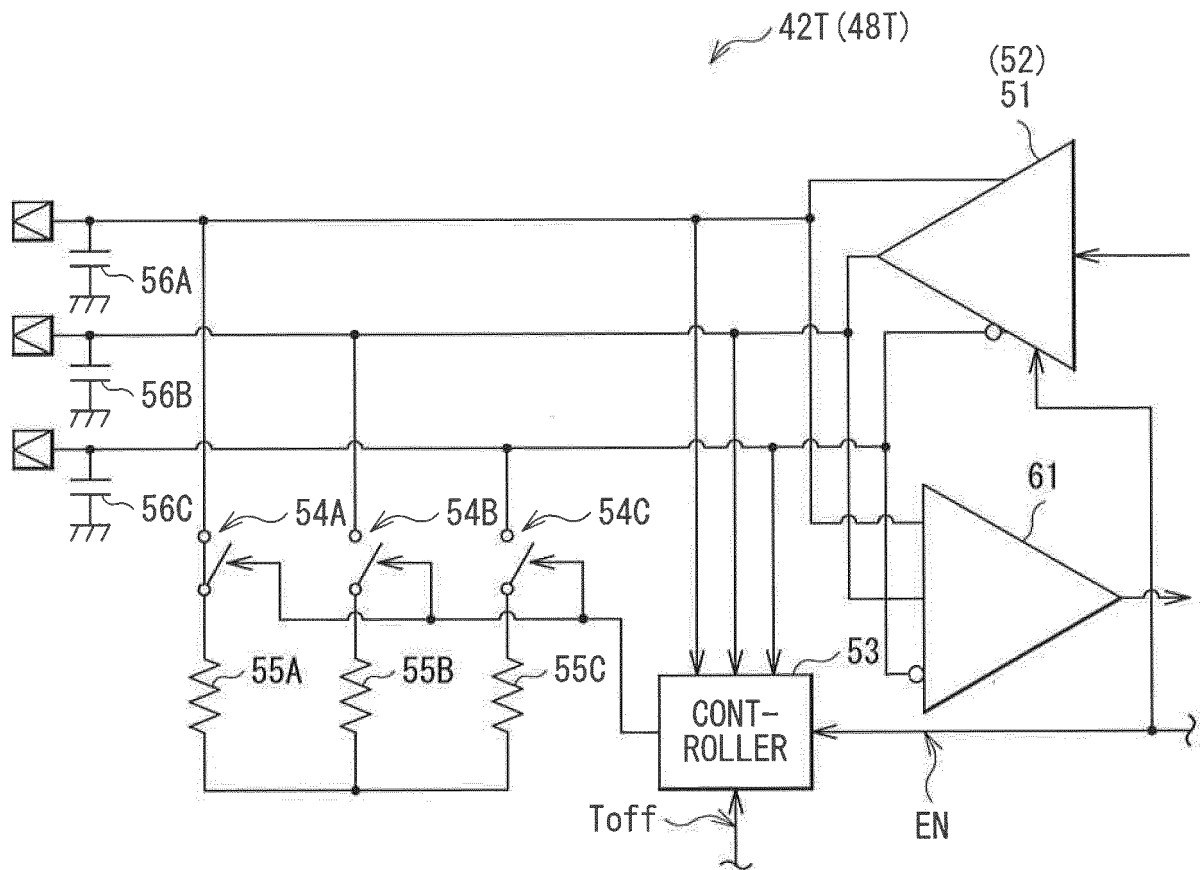 42T(48T)
(52)
51
56A
56B
56C
54A
54B
54C
61
55A
55B
55C
53
CONT-
ROLLER
Toff
EN